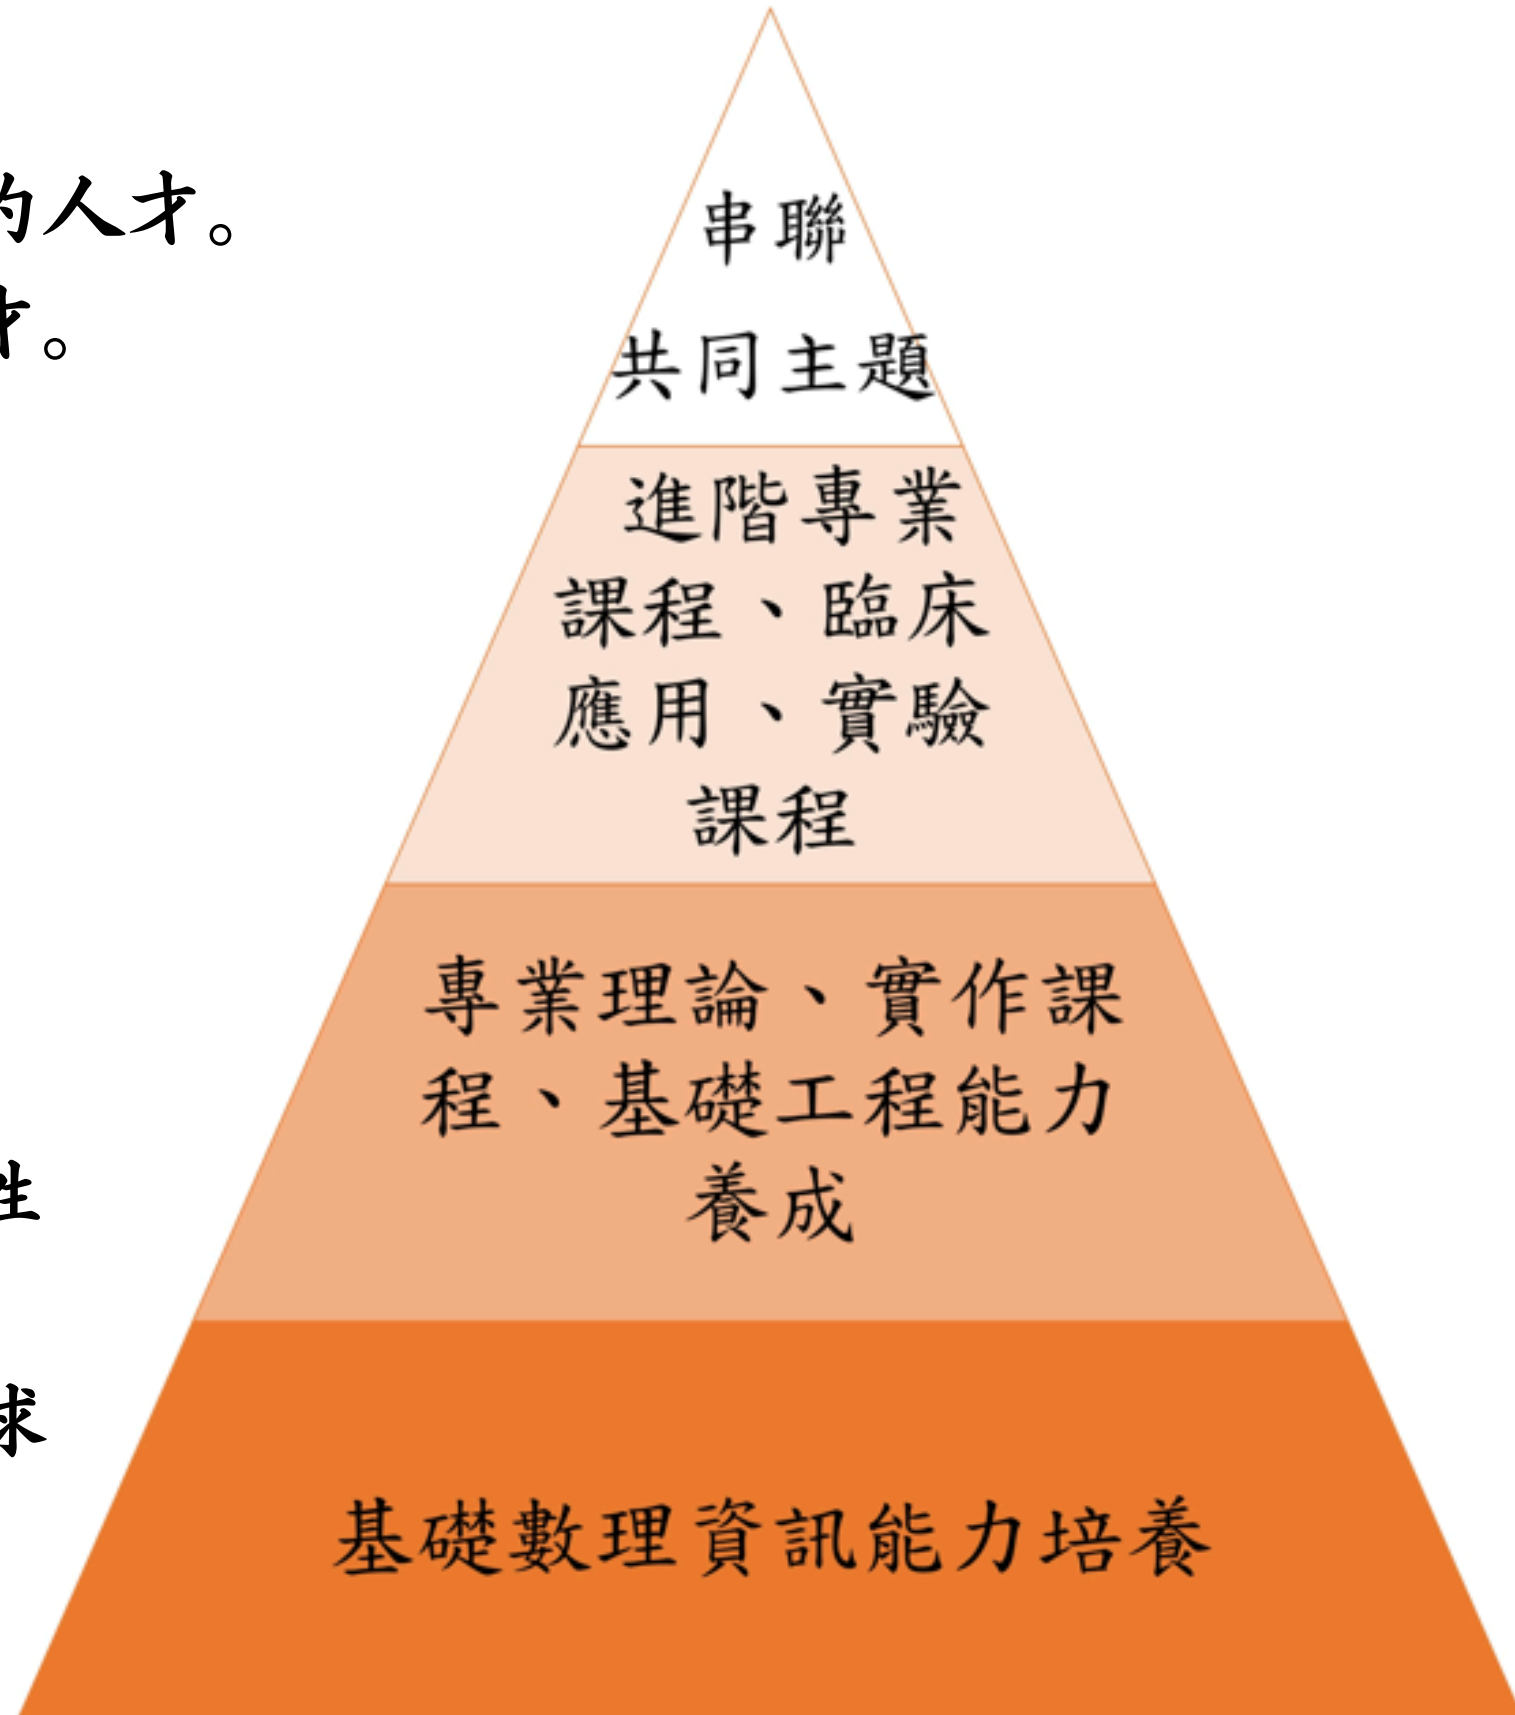 的人才。
才。
串聯
共同主題
進階專業
課程、臨床
應用、實驗
課程
專業理論、實作課
程、基礎工程能力
養成
性
球
基礎數理資訊能力培養